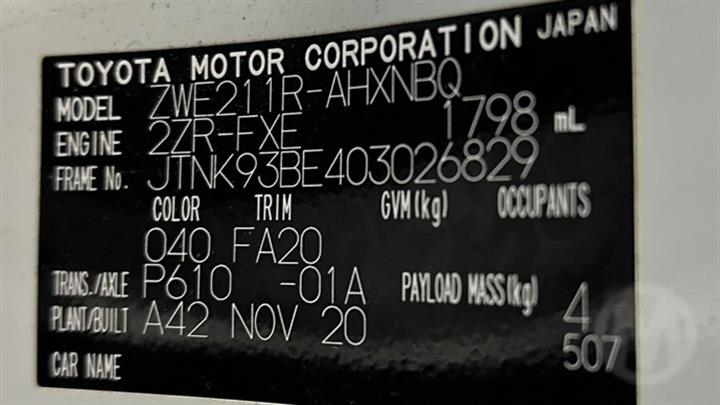 TOYOTA MOTOR CORPORATION JAPAN
MODEL ZWE211R-AHXNBQ
ENGINE 2ZR-FXE 1798 mL
FRAME No. JTNK93BE403026829
COLOR TRIM GVM(kg) OCCUPANTS
040 FA20
TRANS./AXLE P610 -01A PAYLOAD MASS(kg) 4
PLANT/BUILT A42 NOV 20 507
CAR NAME